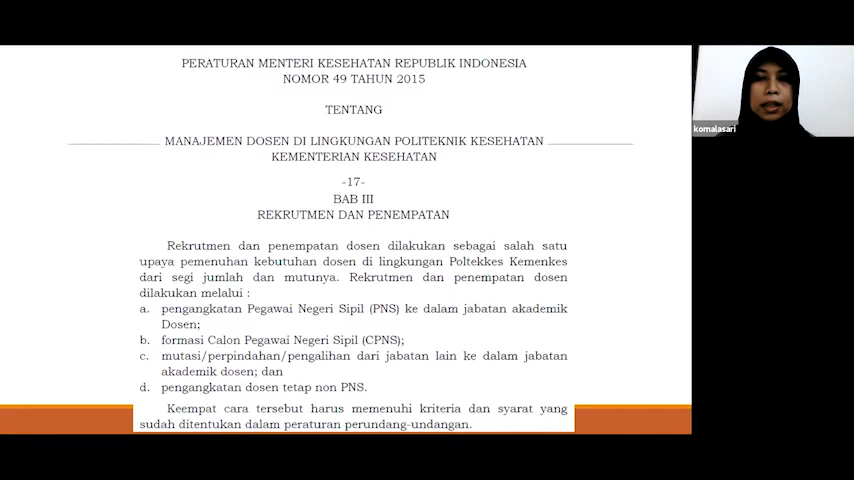 PERATURAN MENTERI KESEHATAN REPUBLIK INDONESIA
NOMOR 49 TAHUN 2015
TENTANG
MANAJEMEN DOSEN DI LINGKUNGAN POLITEKNIK KESEHATAN
KEMENTERIAN KESEHATAN
-17-
BAB III
REKRUTMEN DAN PENEMPATAN
Rekrutmen dan penempatan dosen dilakukan sebagai salah satu
upaya pemenuhan kebutuhan dosen di lingkungan Poltekkes Kemenkes
dari segi jumlah dan mutunya. Rekrutmen dan penempatan dosen
dilakukan melalui :
a. pengangkatan Pegawai Negeri Sipil (PNS) ke dalam jabatan akademik
Dosen;
b. formasi Calon Pegawai Negeri Sipil (CPNS);
c. mutasi/perpindahan/pengalihan dari jabatan lain ke dalam jabatan
akademik dosen; dan
d. pengangkatan dosen tetap non PNS.
Keempat cara tersebut harus memenuhi kriteria dan syarat yang
sudah ditentukan dalam peraturan perundang-undangan.
komalasari